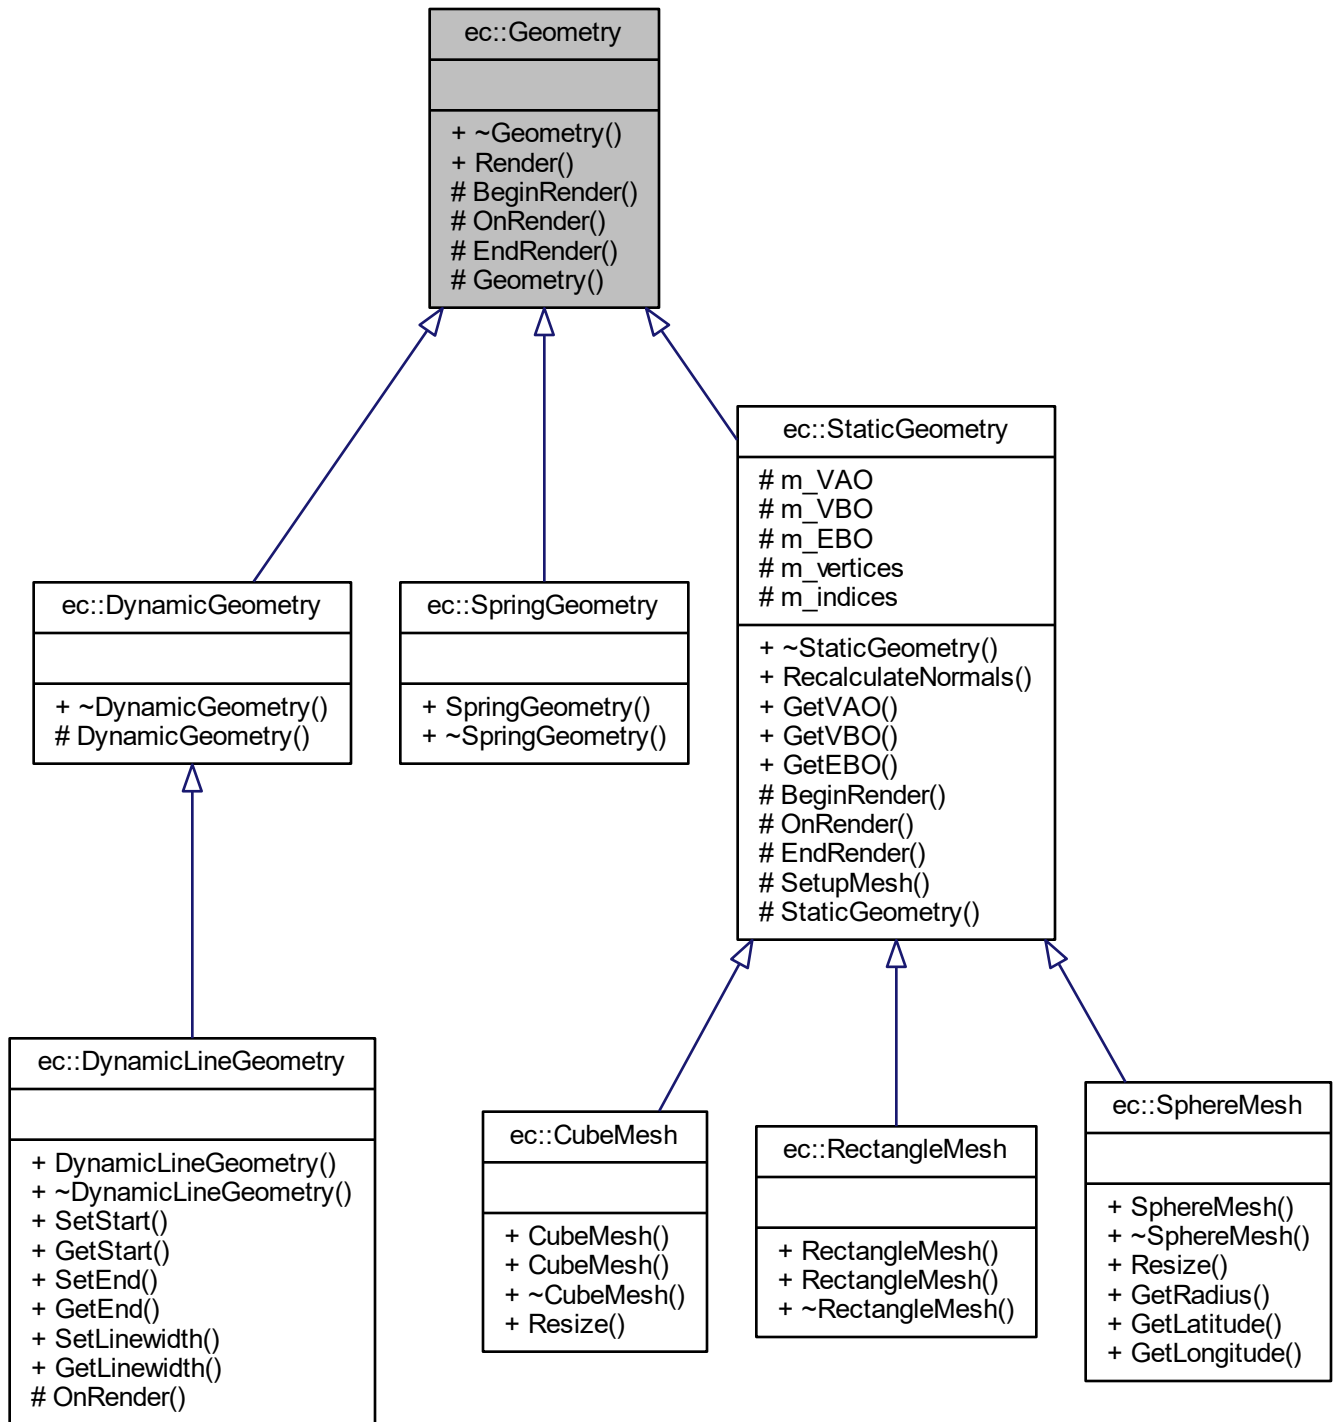 ec::Geometry
+ ~Geometry()
+ Render()
# BeginRender()
# OnRender()
# EndRender()
# Geometry()
ec::StaticGeometry
# m_VAO
# m_VBO
# m_EBO
# m_vertices
# m_indices
+ ~StaticGeometry()
+ RecalculateNormals()
+ GetVAO()
+ GetVBO()
+ GetEBO()
# BeginRender()
# OnRender()
# EndRender()
# SetupMesh()
# StaticGeometry()
ec::DynamicGeometry
+ ~DynamicGeometry()
# DynamicGeometry()
ec::SpringGeometry
+ SpringGeometry()
+ ~SpringGeometry()
ec::DynamicLineGeometry
+ DynamicLineGeometry()
+ ~DynamicLineGeometry()
+ SetStart()
+ GetStart()
+ SetEnd()
+ GetEnd()
+ SetLinewidth()
+ GetLinewidth()
# OnRender()
ec::CubeMesh
+ CubeMesh()
+ CubeMesh()
+ ~CubeMesh()
+ Resize()
ec::RectangleMesh
+ RectangleMesh()
+ RectangleMesh()
+ ~RectangleMesh()
ec::SphereMesh
+ SphereMesh()
+ ~SphereMesh()
+ Resize()
+ GetRadius()
+ GetLatitude()
+ GetLongitude()